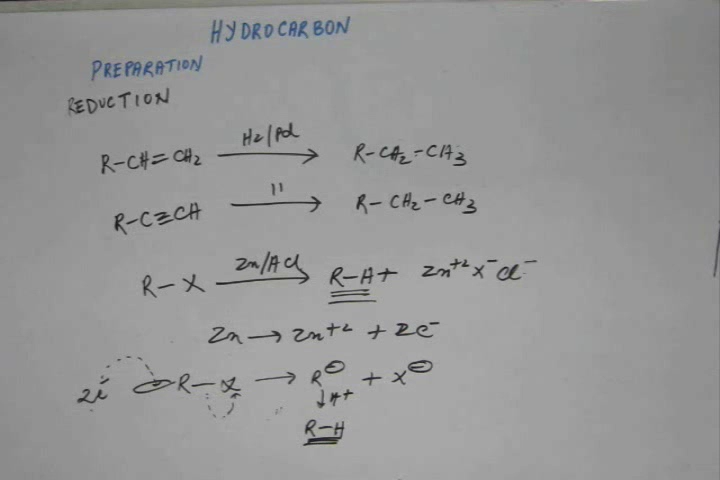 HYDROCARBON
PREPARATION
REDUCTION
R-CH=CH₂ —H₂/Pd→ R-CH₂-CH₃
R-C≡CH —"→ R-CH₂-CH₃
R-X —Zn/HCl→ R-H + Zn⁺² X⁻ Cl⁻
Zn → Zn⁺² + 2e⁻
2e⁻ R-X → R⊖ + X⊖
↓H⁺
R-H